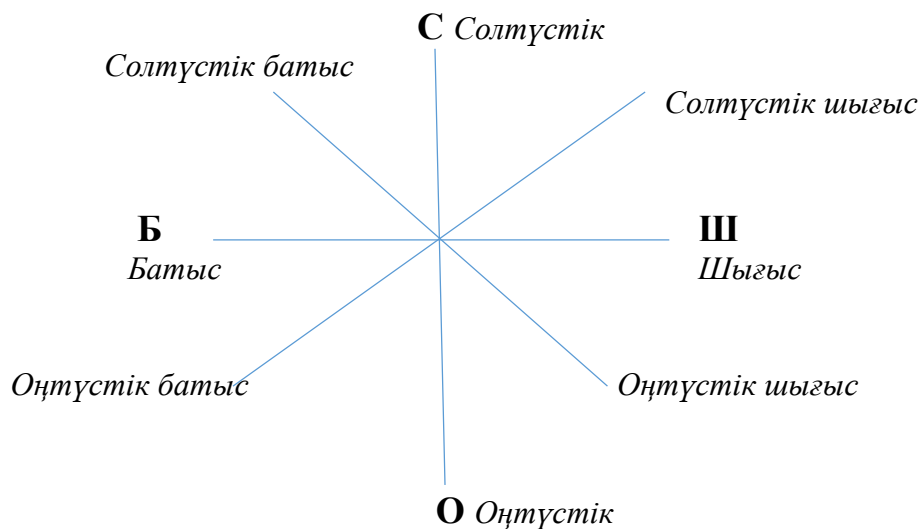 С Солтүстік
Солтүстік батыс
Солтүстік шығыс
Б
Ш
Батыс
Шығыс
Оңтүстік батыс
Оңтүстік шығыс
О Оңтүстік